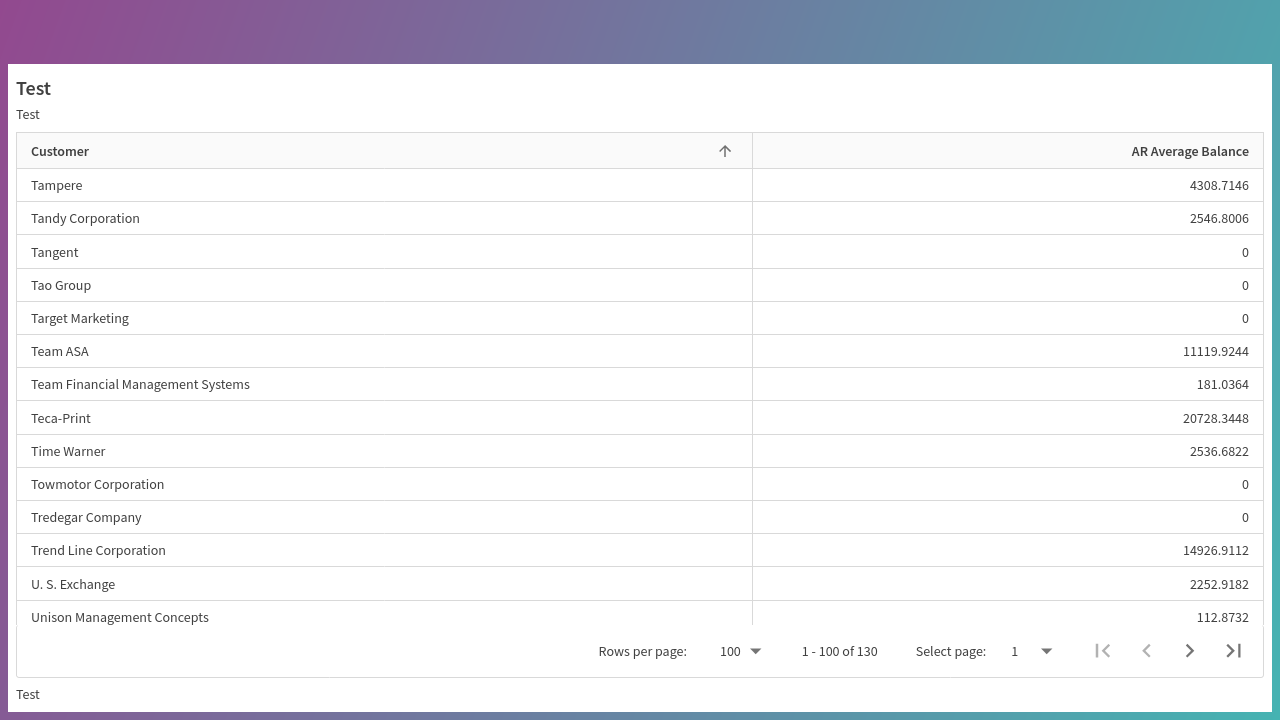 Test
Test
Customer AR Average Balance
Tampere 4308.7146
Tandy Corporation 2546.8006
Tangent 0
Tao Group 0
Target Marketing 0
Team ASA 11119.9244
Team Financial Management Systems 181.0364
Teca-Print 20728.3448
Time Warner 2536.6822
Towmotor Corporation 0
Tredegar Company 0
Trend Line Corporation 14926.9112
U. S. Exchange 2252.9182
Unison Management Concepts 112.8732
Rows per page: 100 1 - 100 of 130 Select page: 1
Test